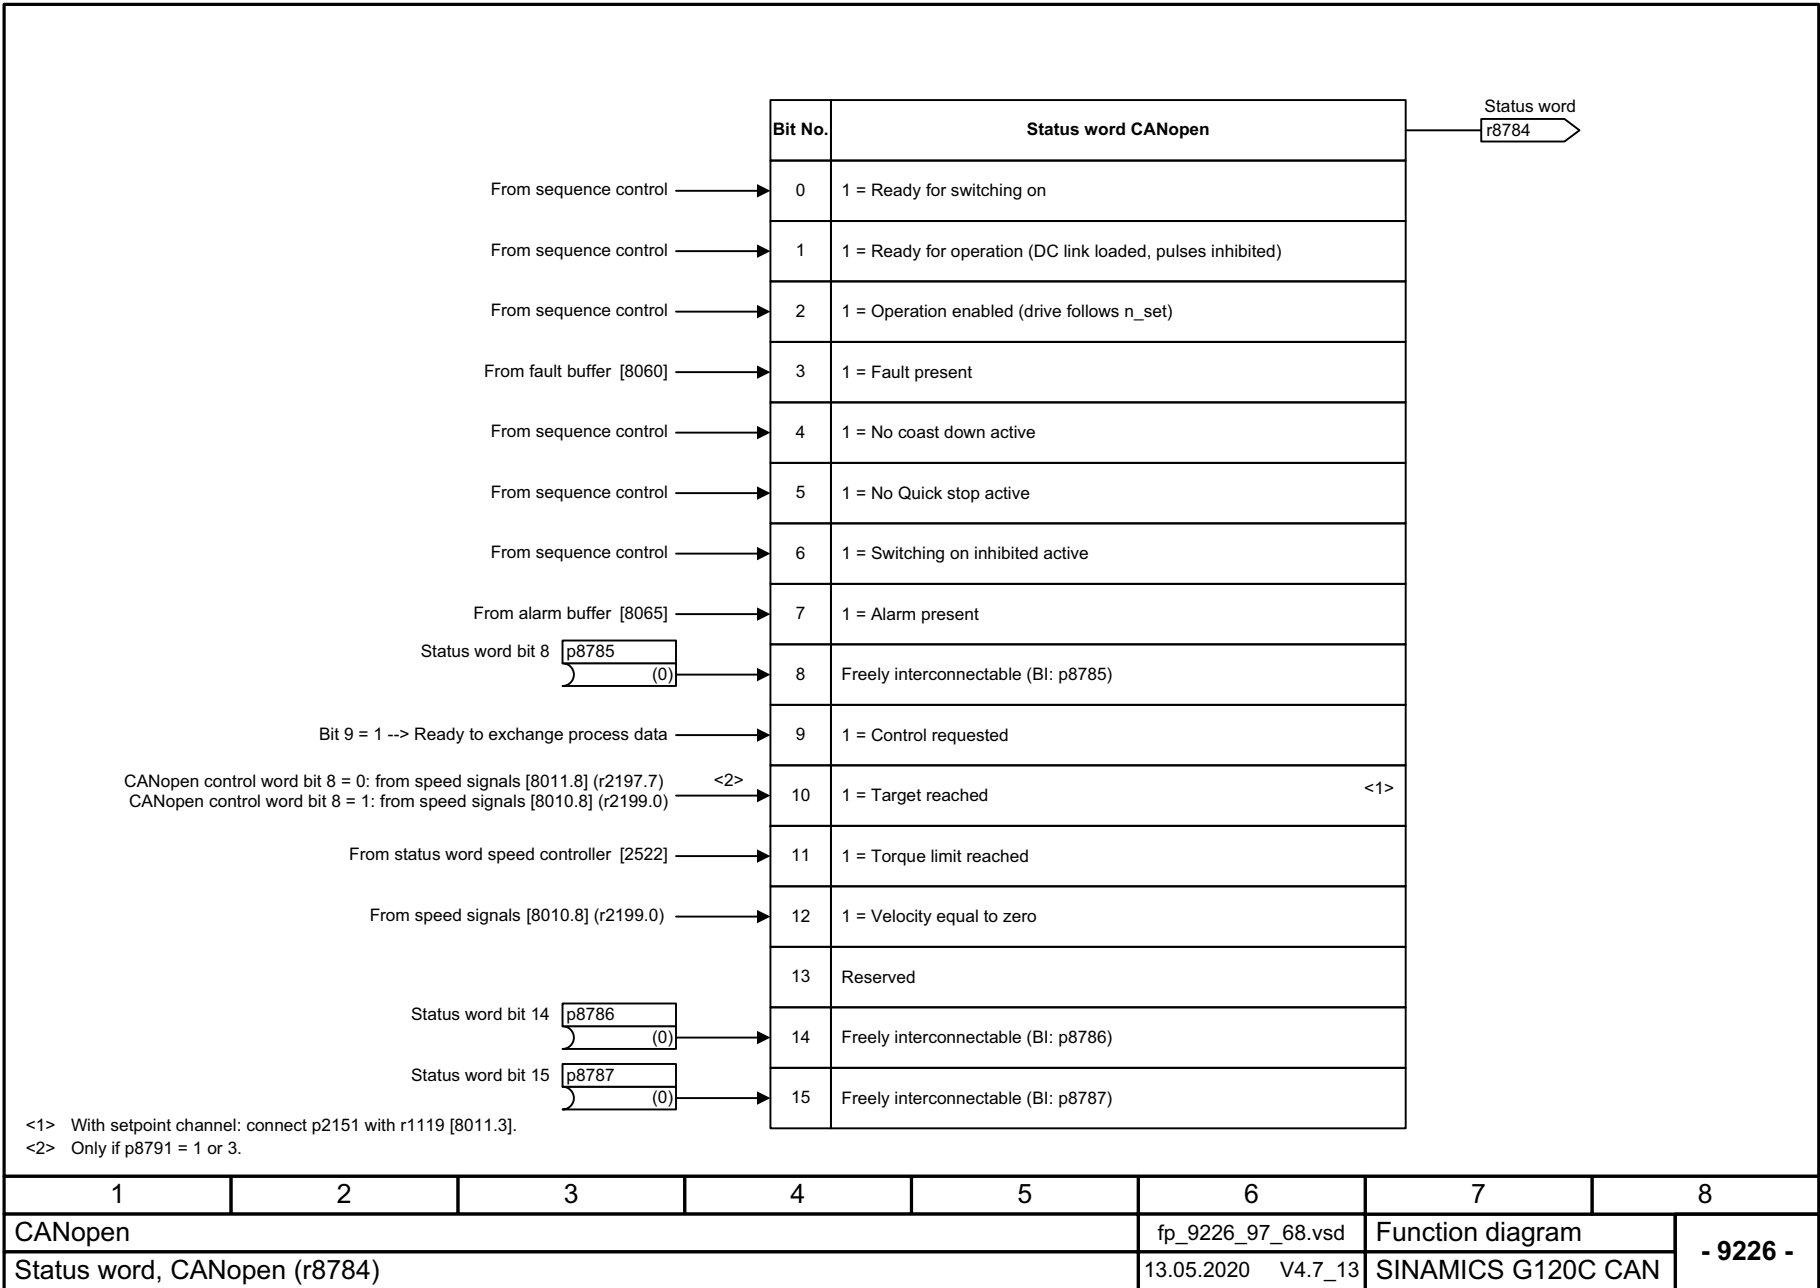 Status word
r8784
Bit No. Status word CANopen
From sequence control 0 1 = Ready for switching on
From sequence control 1 1 = Ready for operation (DC link loaded, pulses inhibited)
From sequence control 2 1 = Operation enabled (drive follows n_set)
From fault buffer [8060] 3 1 = Fault present
From sequence control 4 1 = No coast down active
From sequence control 5 1 = No Quick stop active
From sequence control 6 1 = Switching on inhibited active
From alarm buffer [8065] 7 1 = Alarm present
Status word bit 8 p8785
(0) 8 Freely interconnectable (BI: p8785)
Bit 9 = 1 --> Ready to exchange process data 9 1 = Control requested
CANopen control word bit 8 = 0: from speed signals [8011.8] (r2197.7) <2>
CANopen control word bit 8 = 1: from speed signals [8010.8] (r2199.0) 10 1 = Target reached <1>
From status word speed controller [2522] 11 1 = Torque limit reached
From speed signals [8010.8] (r2199.0) 12 1 = Velocity equal to zero
13 Reserved
Status word bit 14 p8786
(0) 14 Freely interconnectable (BI: p8786)
Status word bit 15 p8787
(0) 15 Freely interconnectable (BI: p8787)
<1> With setpoint channel: connect p2151 with r1119 [8011.3].
<2> Only if p8791 = 1 or 3.
1 2 3 4 5 6 7 8
CANopen fp_9226_97_68.vsd Function diagram
- 9226 -
Status word, CANopen (r8784) 13.05.2020 V4.7_13 SINAMICS G120C CAN